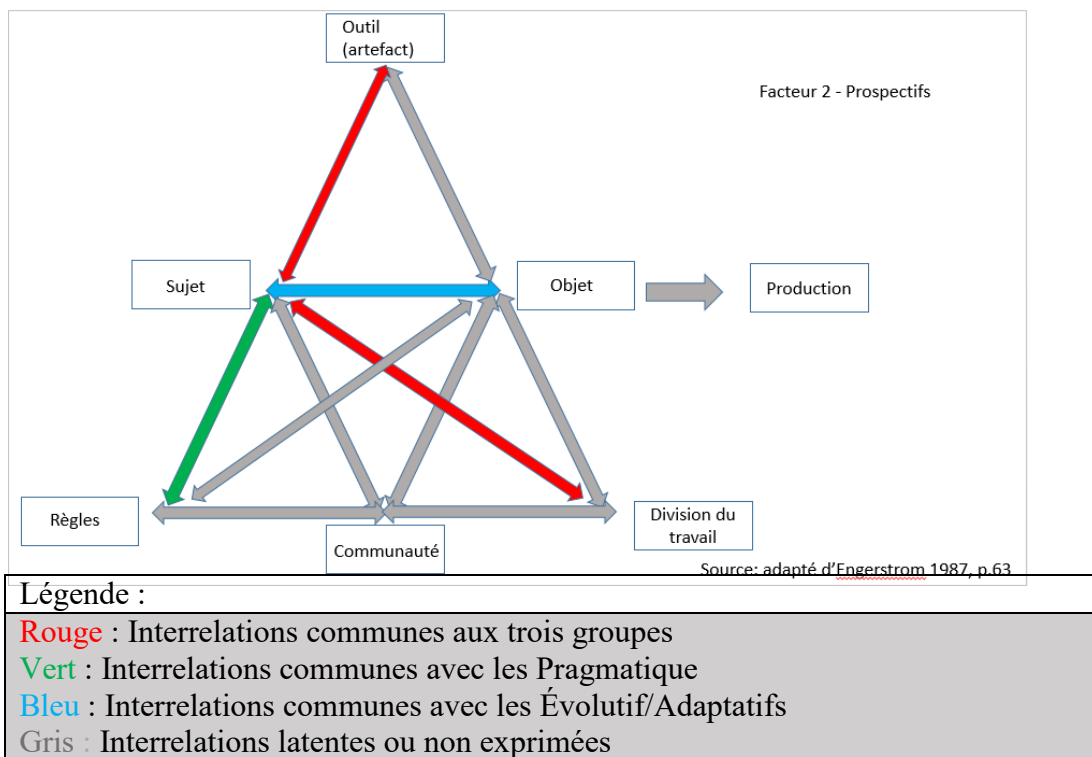 Outil
(artefact)
Facteur 2 - Prospectifs
Sujet
Objet
Production
Règles
Communauté
Division du
travail
Source: adapté d’Engerstrom 1987, p.63
Légende :
Rouge : Interrelations communes aux trois groupes
Vert : Interrelations communes avec les Pragmatique
Bleu : Interrelations communes avec les Évolutif/Adaptatifs
Gris : Interrelations latentes ou non exprimées